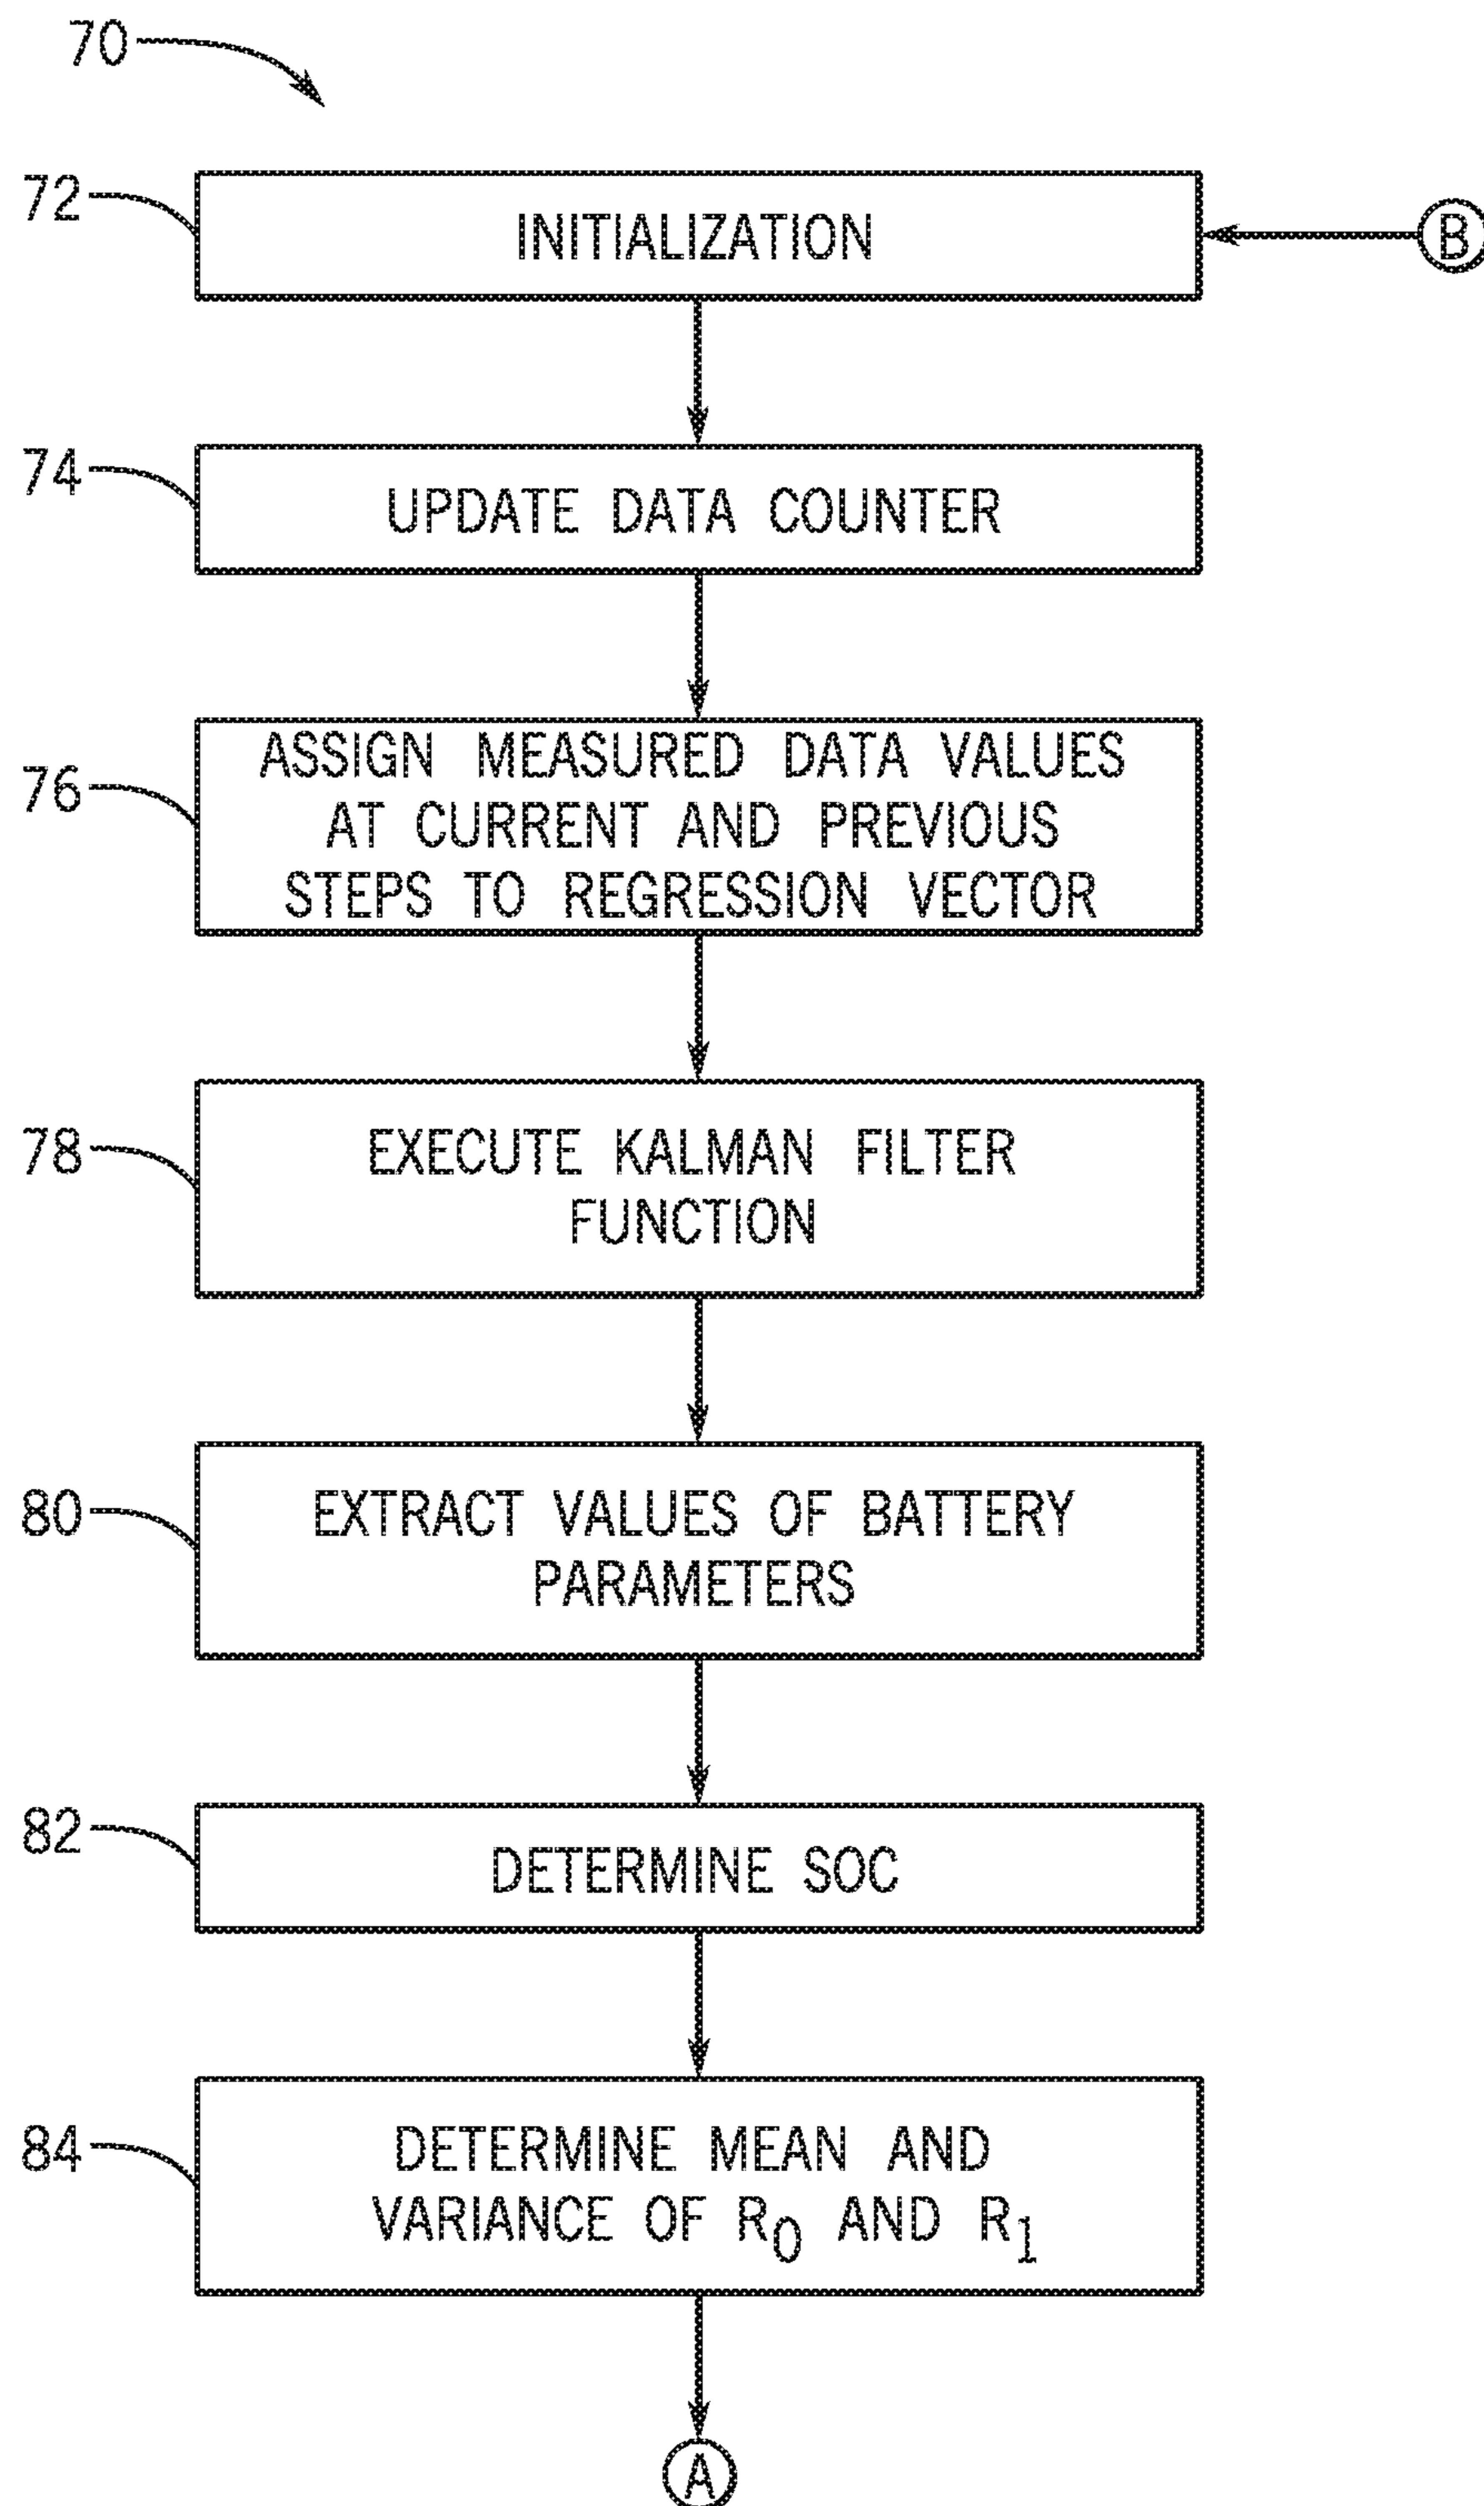 70
72
INITIALIZATION
B
74
UPDATE DATA COUNTER
76
ASSIGN MEASURED DATA VALUES
AT CURRENT AND PREVIOUS
STEPS TO REGRESSION VECTOR
78
EXECUTE KALMAN FILTER
FUNCTION
80
EXTRACT VALUES OF BATTERY
PARAMETERS
82
DETERMINE SOC
84
DETERMINE MEAN AND
VARIANCE OF R0 AND R1
A